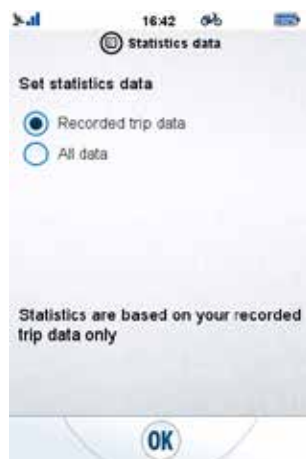 16:42
Statistics data
Set statistics data
Recorded trip data
All data
Statistics are based on your recorded
trip data only
OK